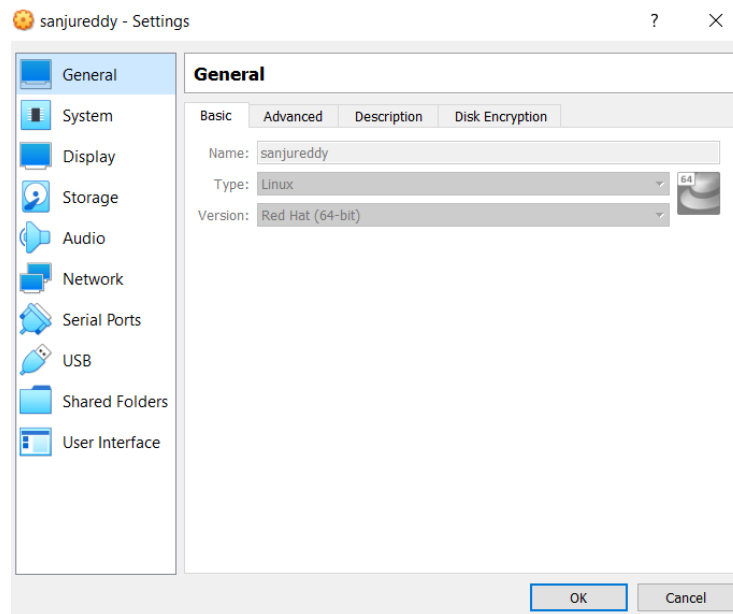 sanjureddy - Settings ? ×
General
System
Display
Storage
Audio
Network
Serial Ports
USB
Shared Folders
User Interface
General
Basic Advanced Description Disk Encryption
Name: sanjureddy
Type: Linux
64
Version: Red Hat (64-bit)
OK Cancel